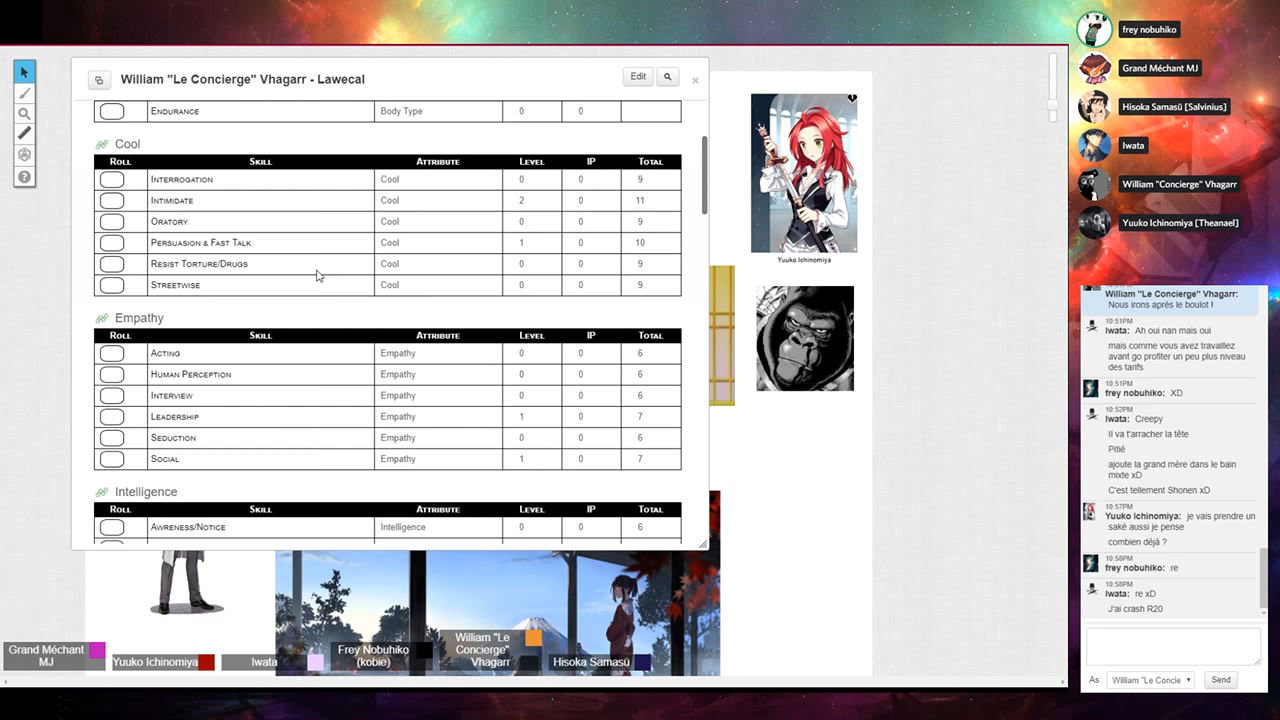 William "Le Concierge" Vhagarr - Lawecal
Edit
Endurance Body Type 0 0
Cool
Roll Skill Attribute Level IP Total
Interrogation Cool 0 0 9
Intimidate Cool 2 0 11
Oratory Cool 0 0 9
Persuasion & Fast Talk Cool 1 0 10
Resist Torture/Drugs Cool 0 0 9
Streetwise Cool 0 0 9
Empathy
Roll Skill Attribute Level IP Total
Acting Empathy 0 0 6
Human Perception Empathy 0 0 6
Interview Empathy 0 0 6
Leadership Empathy 1 0 7
Seduction Empathy 0 0 6
Social Empathy 1 0 7
Intelligence
Roll Skill Attribute Level IP Total
Awreness/Notice Intelligence 0 0 6
Yuuko Ichinomiya
Grand Méchant
MJ
Yuuko Ichinomiya
Iwata
Frey Nobuhiko
(kobie)
William "Le
Concierge"
Vhagarr
Hisoka Samasū
frey nobuhiko
Grand Méchant MJ
Hisoka Samasū [Salvinius]
Iwata
William "Concierge" Vhagarr
Yuuko Ichinomiya [Theanael]
William "Le Concierge" Vhagarr:
Nous irons après le boulot !
10:51PM
Iwata: Ah oui nan mais oui
mais comme vous avez travaillez
avant go profiter un peu plus niveau
des tarifs
10:51PM
frey nobuhiko: XD
10:52PM
Iwata: Creepy
Il va t'arracher la tête
Pitié
ajoute la grand mère dans le bain
mixte xD
C'est tellement Shonen xD
10:57PM
Yuuko Ichinomiya: je vais prendre un
saké aussi je pense
combien déjà ?
10:58PM
frey nobuhiko: re
10:58PM
Iwata: re xD
J'ai crash R20
As: William "Le Concie
Send